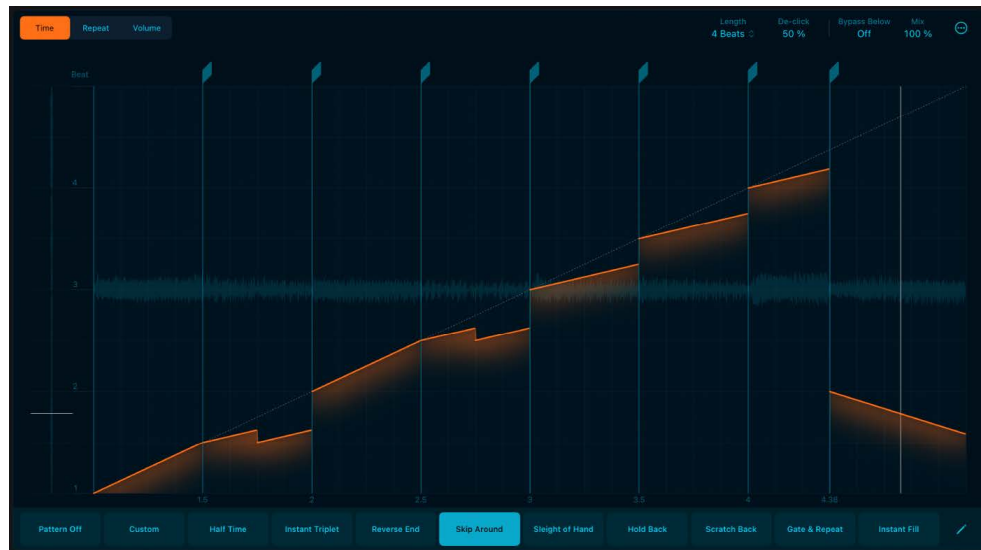 Time Repeat Volume
Length De-click Bypass Below Mix
4 Beats 50 % Off 100 %
Beat
4
3
2
1
1.5 2 2.5 3 3.5 4 4.38
Pattern Off Custom Half Time Instant Triplet Reverse End Skip Around Sleight of Hand Hold Back Scratch Back Gate & Repeat Instant Fill